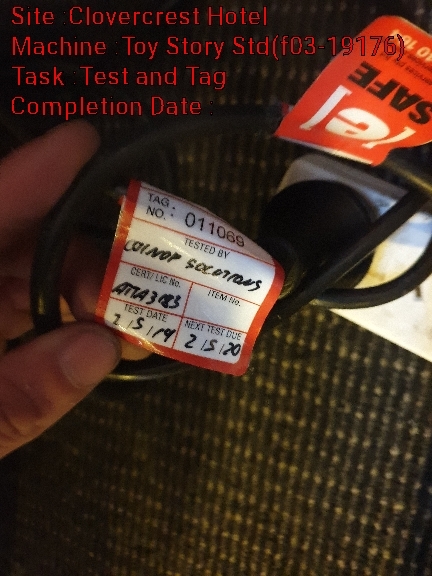 Site :Clovercrest Hotel
Machine :Toy Story Std(f03-19176)
Task :Test and Tag
Completion Date :
[e]
SAFE
TAG NO.: 011069
TESTED BY
COINOP SOLUTIONS
CERT/ LIC No.
ITEM No.
TEST DATE
2/5/19
NEXT TEST DUE
2/5/20